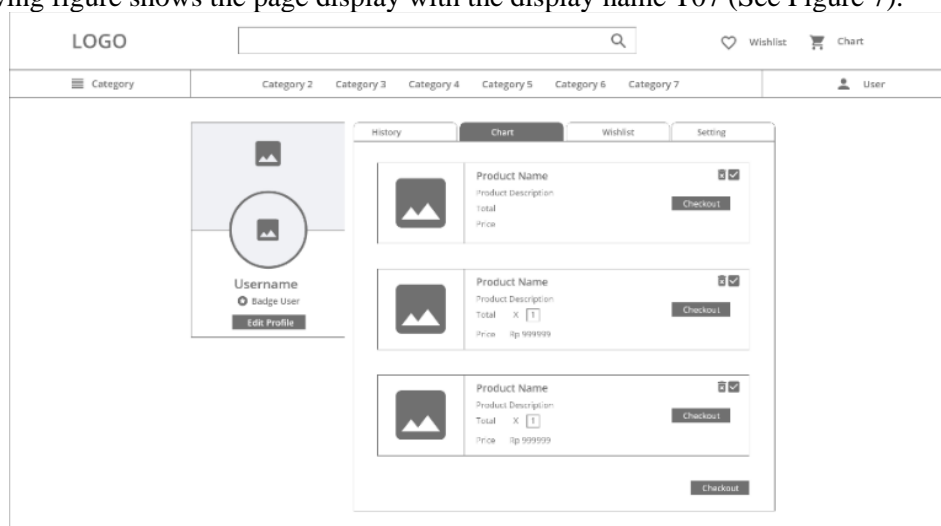 ving figure shows the page display with the display name T07 (See Figure 7).
LOGO
Wishlist
Chart
Category
Category 2
Category 3
Category 4
Category 5
Category 6
Category 7
User
History
Chart
Wishlist
Setting
Username
Badge User
Edit Profile
Product Name
Product Description
Total
Price
Checkout
Product Name
Product Description
Total X 1
Price Rp 999999
Checkout
Product Name
Product Description
Total X 1
Price Rp 999999
Checkout
Checkout